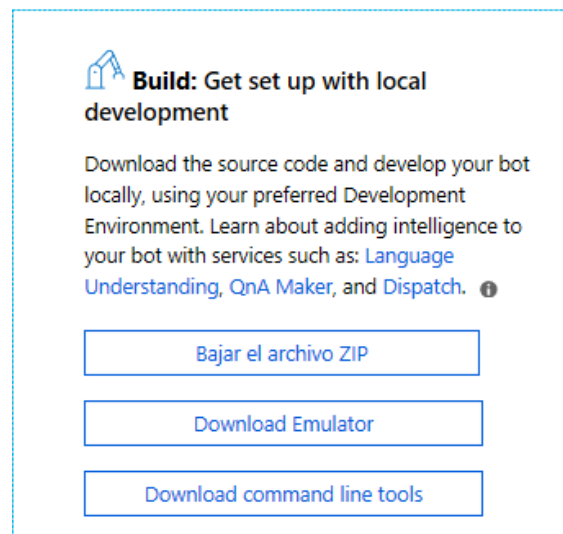 Build: Get set up with local
development
Download the source code and develop your bot
locally, using your preferred Development
Environment. Learn about adding intelligence to
your bot with services such as: Language
Understanding, QnA Maker, and Dispatch.
Bajar el archivo ZIP
Download Emulator
Download command line tools